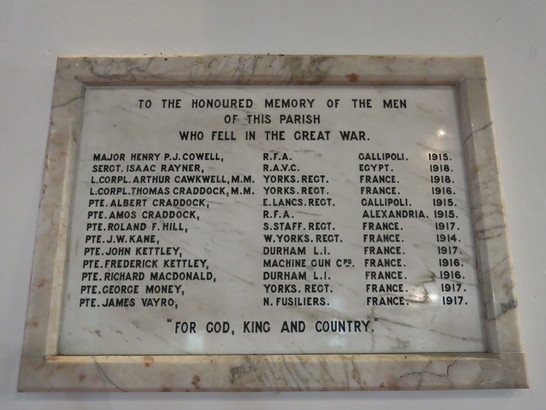 TO THE HONOURED MEMORY OF THE MEN
OF THIS PARISH
WHO FELL IN THE GREAT WAR.
MAJOR HENRY P.J. COWELL, R.F.A. GALLIPOLI. 1915.
SERGT. ISAAC RAYNER, R.A.V.C. EGYPT. 1918.
L.CORPL. ARTHUR CAWKWELL, M.M. YORKS. REGT. FRANCE. 1918.
L.CORPL. THOMAS CRADDOCK, M.M. YORKS. REGT. FRANCE. 1916.
PTE. ALBERT CRADDOCK, E. LANCS. REGT. GALLIPOLI. 1915.
PTE. AMOS CRADDOCK, R.F.A. ALEXANDRIA. 1915.
PTE. ROLAND F. HILL, S. STAFF. REGT. FRANCE. 1917.
PTE. J.W. KANE, W. YORKS. REGT. FRANCE. 1914.
PTE. JOHN KETTLEY, DURHAM L.I. FRANCE. 1917.
PTE. FREDERICK KETTLEY, MACHINE GUN CPS. FRANCE. 1916.
PTE. RICHARD MACDONALD, DURHAM L.I. FRANCE. 1916.
PTE. GEORGE MONEY, YORKS. REGT. FRANCE. 1917.
PTE. JAMES VAYRO, N. FUSILIERS. FRANCE. 1917.
"FOR GOD, KING AND COUNTRY."